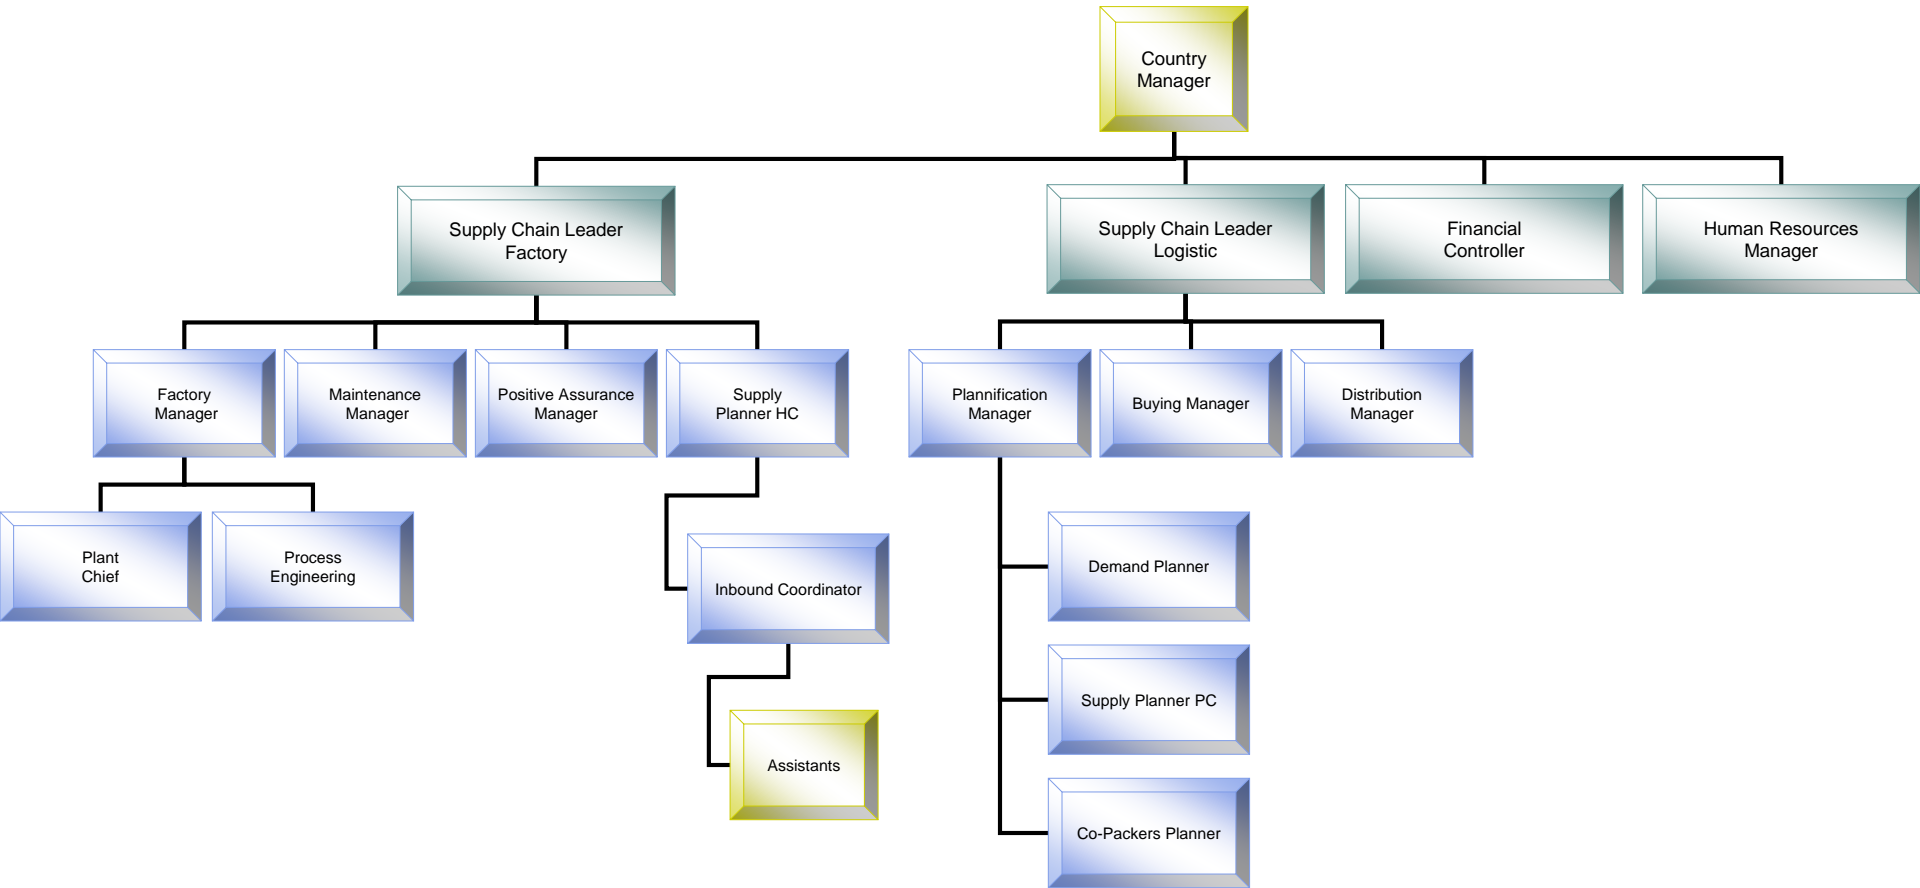 Country
Manager
Supply Chain Leader
Factory
Supply Chain Leader
Logistic
Financial
Controller
Human Resources
Manager
Factory
Manager
Maintenance
Manager
Positive Assurance
Manager
Supply
Planner HC
Plannification
Manager
Buying Manager
Distribution
Manager
Plant
Chief
Process
Engineering
Inbound Coordinator
Demand Planner
Supply Planner PC
Assistants
Co-Packers Planner